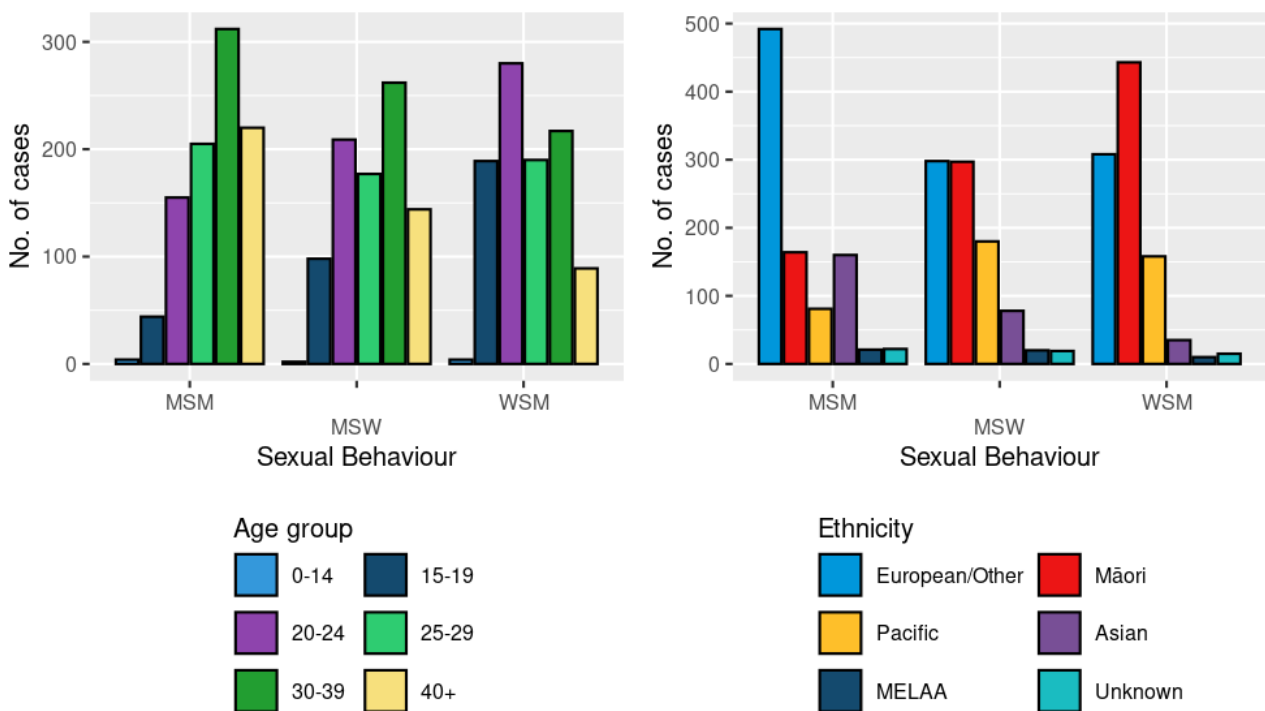 300
200
100
0
No. of cases
MSM
MSW
WSM
Sexual Behaviour
Age group
0-14
15-19
20-24
25-29
30-39
40+
500
400
300
200
100
0
No. of cases
MSM
MSW
WSM
Sexual Behaviour
Ethnicity
European/Other
Māori
Pacific
Asian
MELAA
Unknown